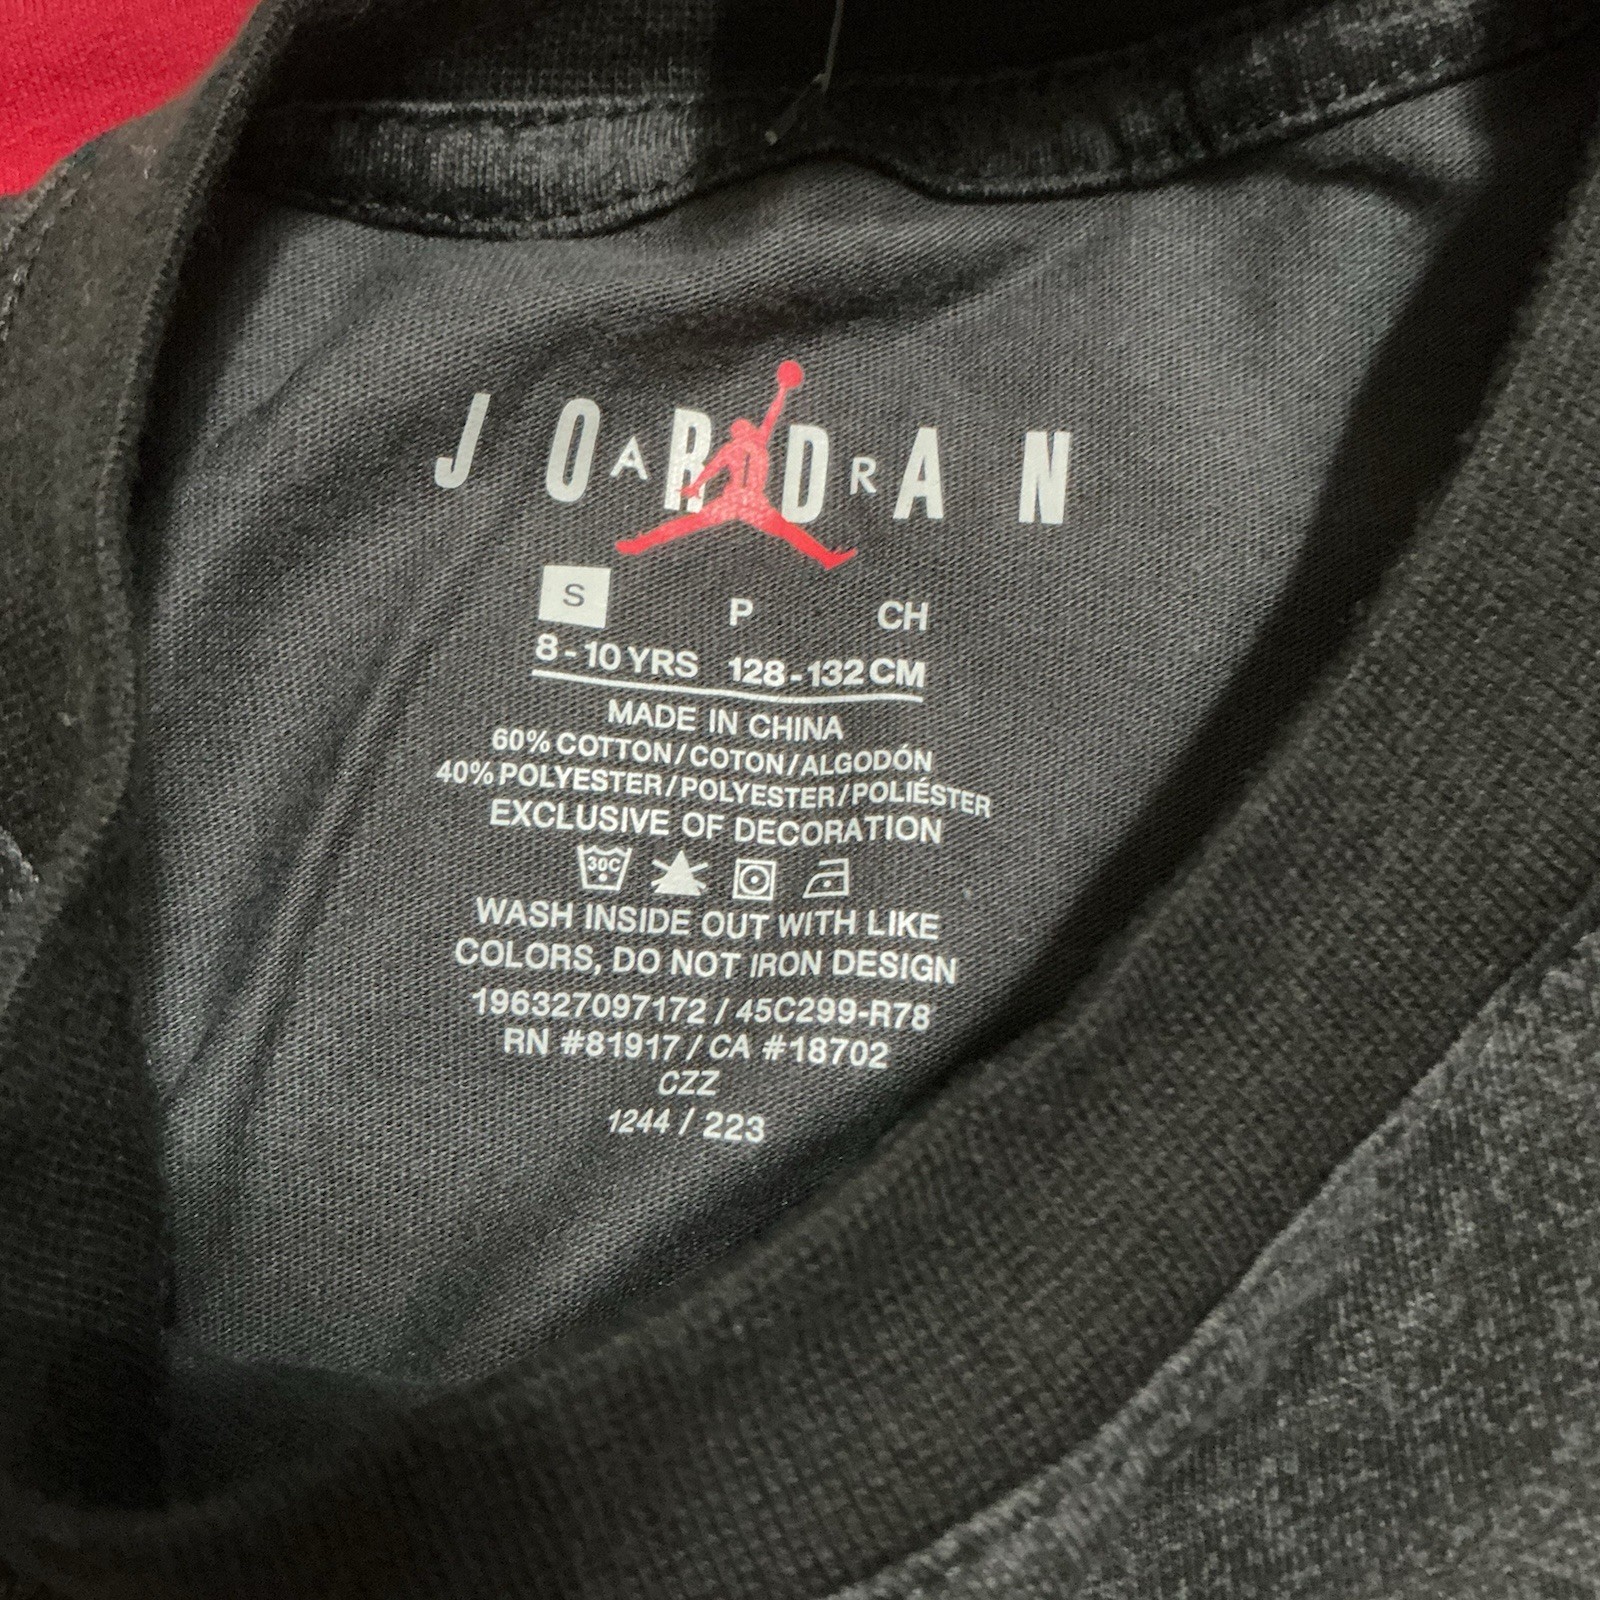 JORDAN
A R
S P CH
8-10 YRS 128-132 CM
MADE IN CHINA
60% COTTON/COTON/ALGODÓN
40% POLYESTER/POLYESTER/POLIÉSTER
EXCLUSIVE OF DECORATION
30C
WASH INSIDE OUT WITH LIKE
COLORS, DO NOT IRON DESIGN
196327097172 / 45C299-R78
RN #81917 / CA #18702
CZZ
1244 / 223